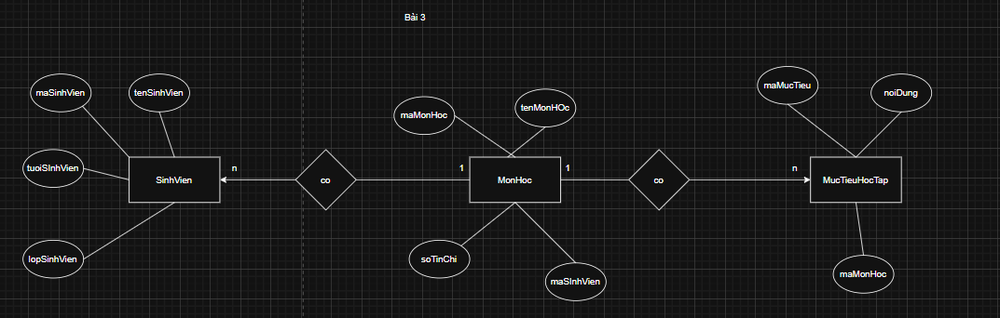 Bài 3
maSinhVien
tenSinhVien
tuoiSInhVien
SinhVien
lopSinhVien
n
co
1
maMonHoc
tenMonHOc
MonHoc
soTinChi
maSInhVien
1
co
n
maMucTieu
noiDung
MucTieuHocTap
maMonHoc